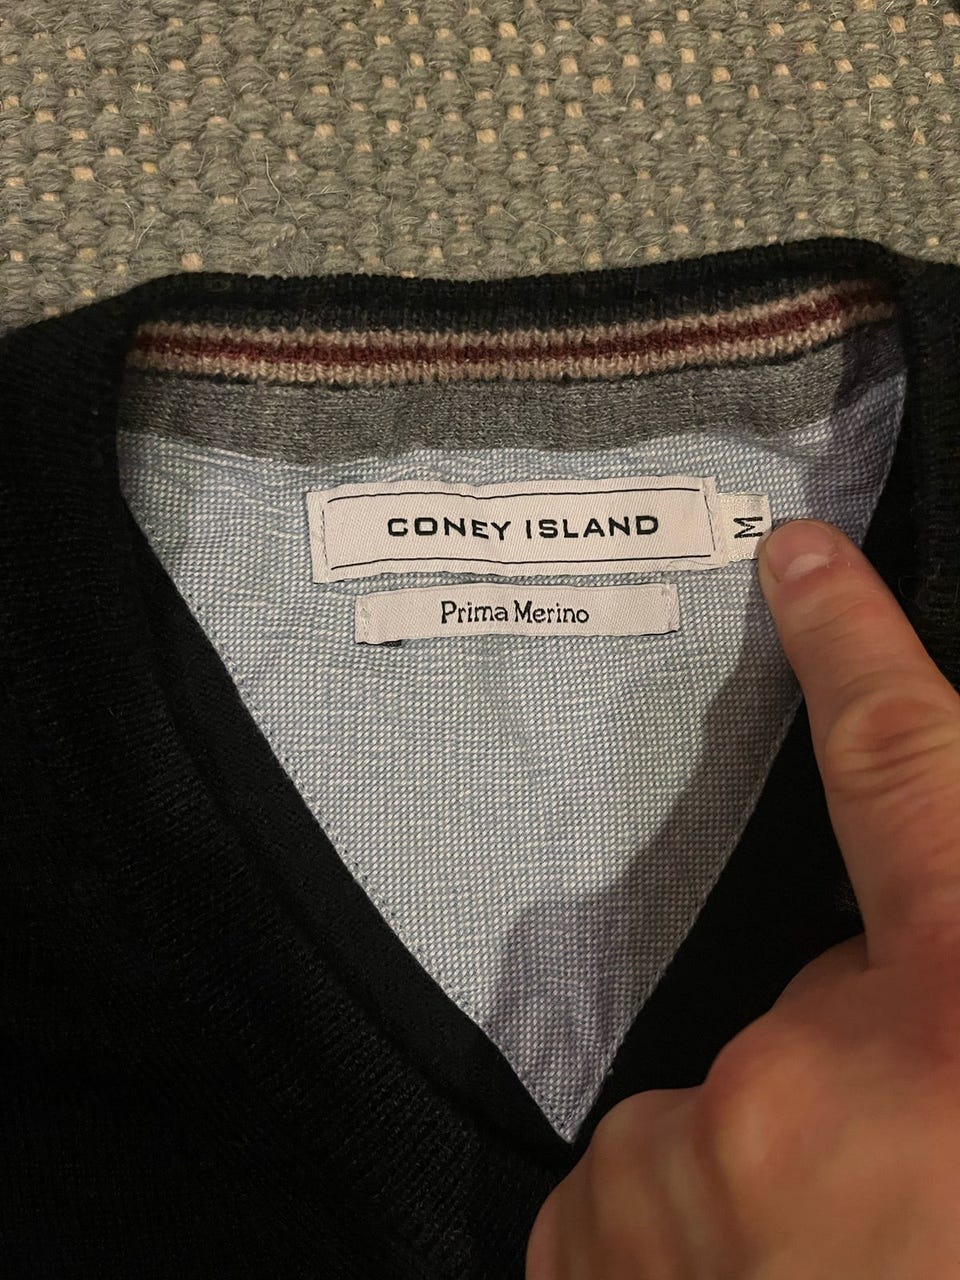 CONEY ISLAND
M
Prima Merino